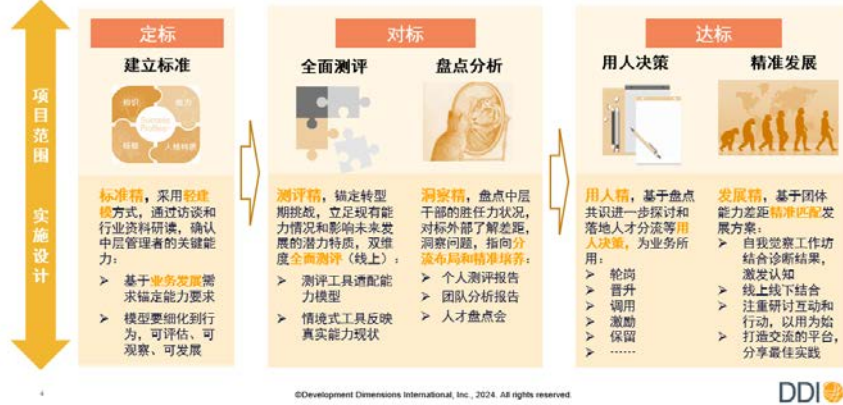 定标
对标
达标
建立标准
全面测评
盘点分析
用人决策
精准发展
项目范围
实施设计
知识
能力
Success
Profile
经验
人格特质
标准精，采用轻建
模方式，通过访谈和
行业资料研读，确认
中层管理者的关键能
力：
➢ 基于业务发展需
求锚定能力要求
➢ 模型要细化到行
为，可评估、可
观察、可发展
测评精，锚定转型
期挑战，立足现有能
力情况和影响未来发
展的潜力特质，双维
度全面测评（线上）：
➢ 测评工具适配能
力模型
➢ 情境式工具反映
真实能力现状
洞察精，盘点中层
干部的胜任力状况，
对标外部了解差距，
洞察问题，指向分
流布局和精准培养：
➢ 个人测评报告
➢ 团队分析报告
➢ 人才盘点会
用人精，基于盘点
共识进一步探讨和
落地人才分流等用
人决策，为业务所
用：
➢ 轮岗
➢ 晋升
➢ 调用
➢ 激励
➢ 保留
➢ ······
发展精，基于团体
能力差距精准匹配发
展方案：
➢ 自我觉察工作坊
结合诊断结果，
激发认知
➢ 线上线下结合
➢ 注重研讨互动和
行动，以用为始
➢ 打造交流的平台，
分享最佳实践
4
©Development Dimensions International, Inc., 2024. All rights reserved.
DDI